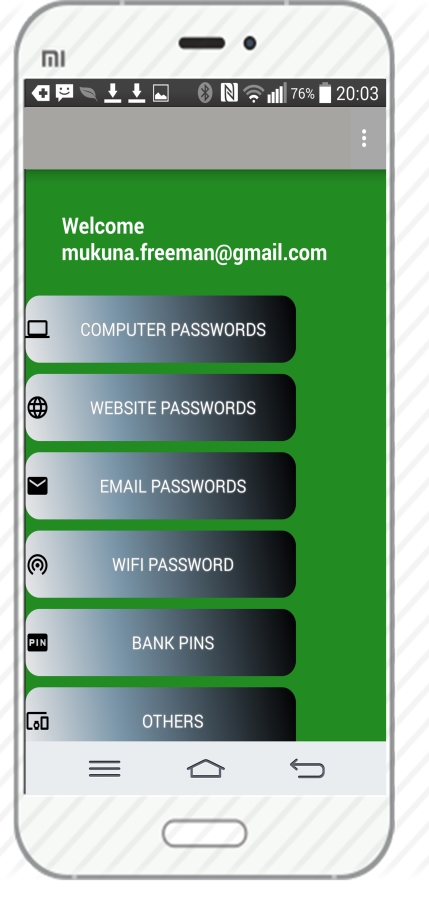 MI
76% 20:03
Welcome
mukuna.freeman@gmail.com
COMPUTER PASSWORDS
WEBSITE PASSWORDS
EMAIL PASSWORDS
WIFI PASSWORD
PIN BANK PINS
OTHERS